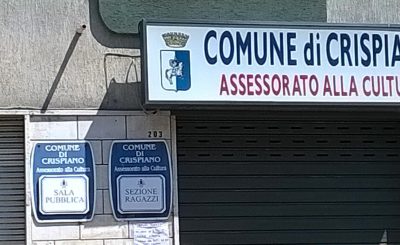 COMUNE di CRISPIA
ASSESSORATO ALLA CULTU
203
COMUNE
DI
CRISPIANO
Assessorato alla Cultura
SALA
PUBBLICA
COMUNE
DI
CRISPIANO
Assessorato alla Cultura
SEZIONE
RAGAZZI